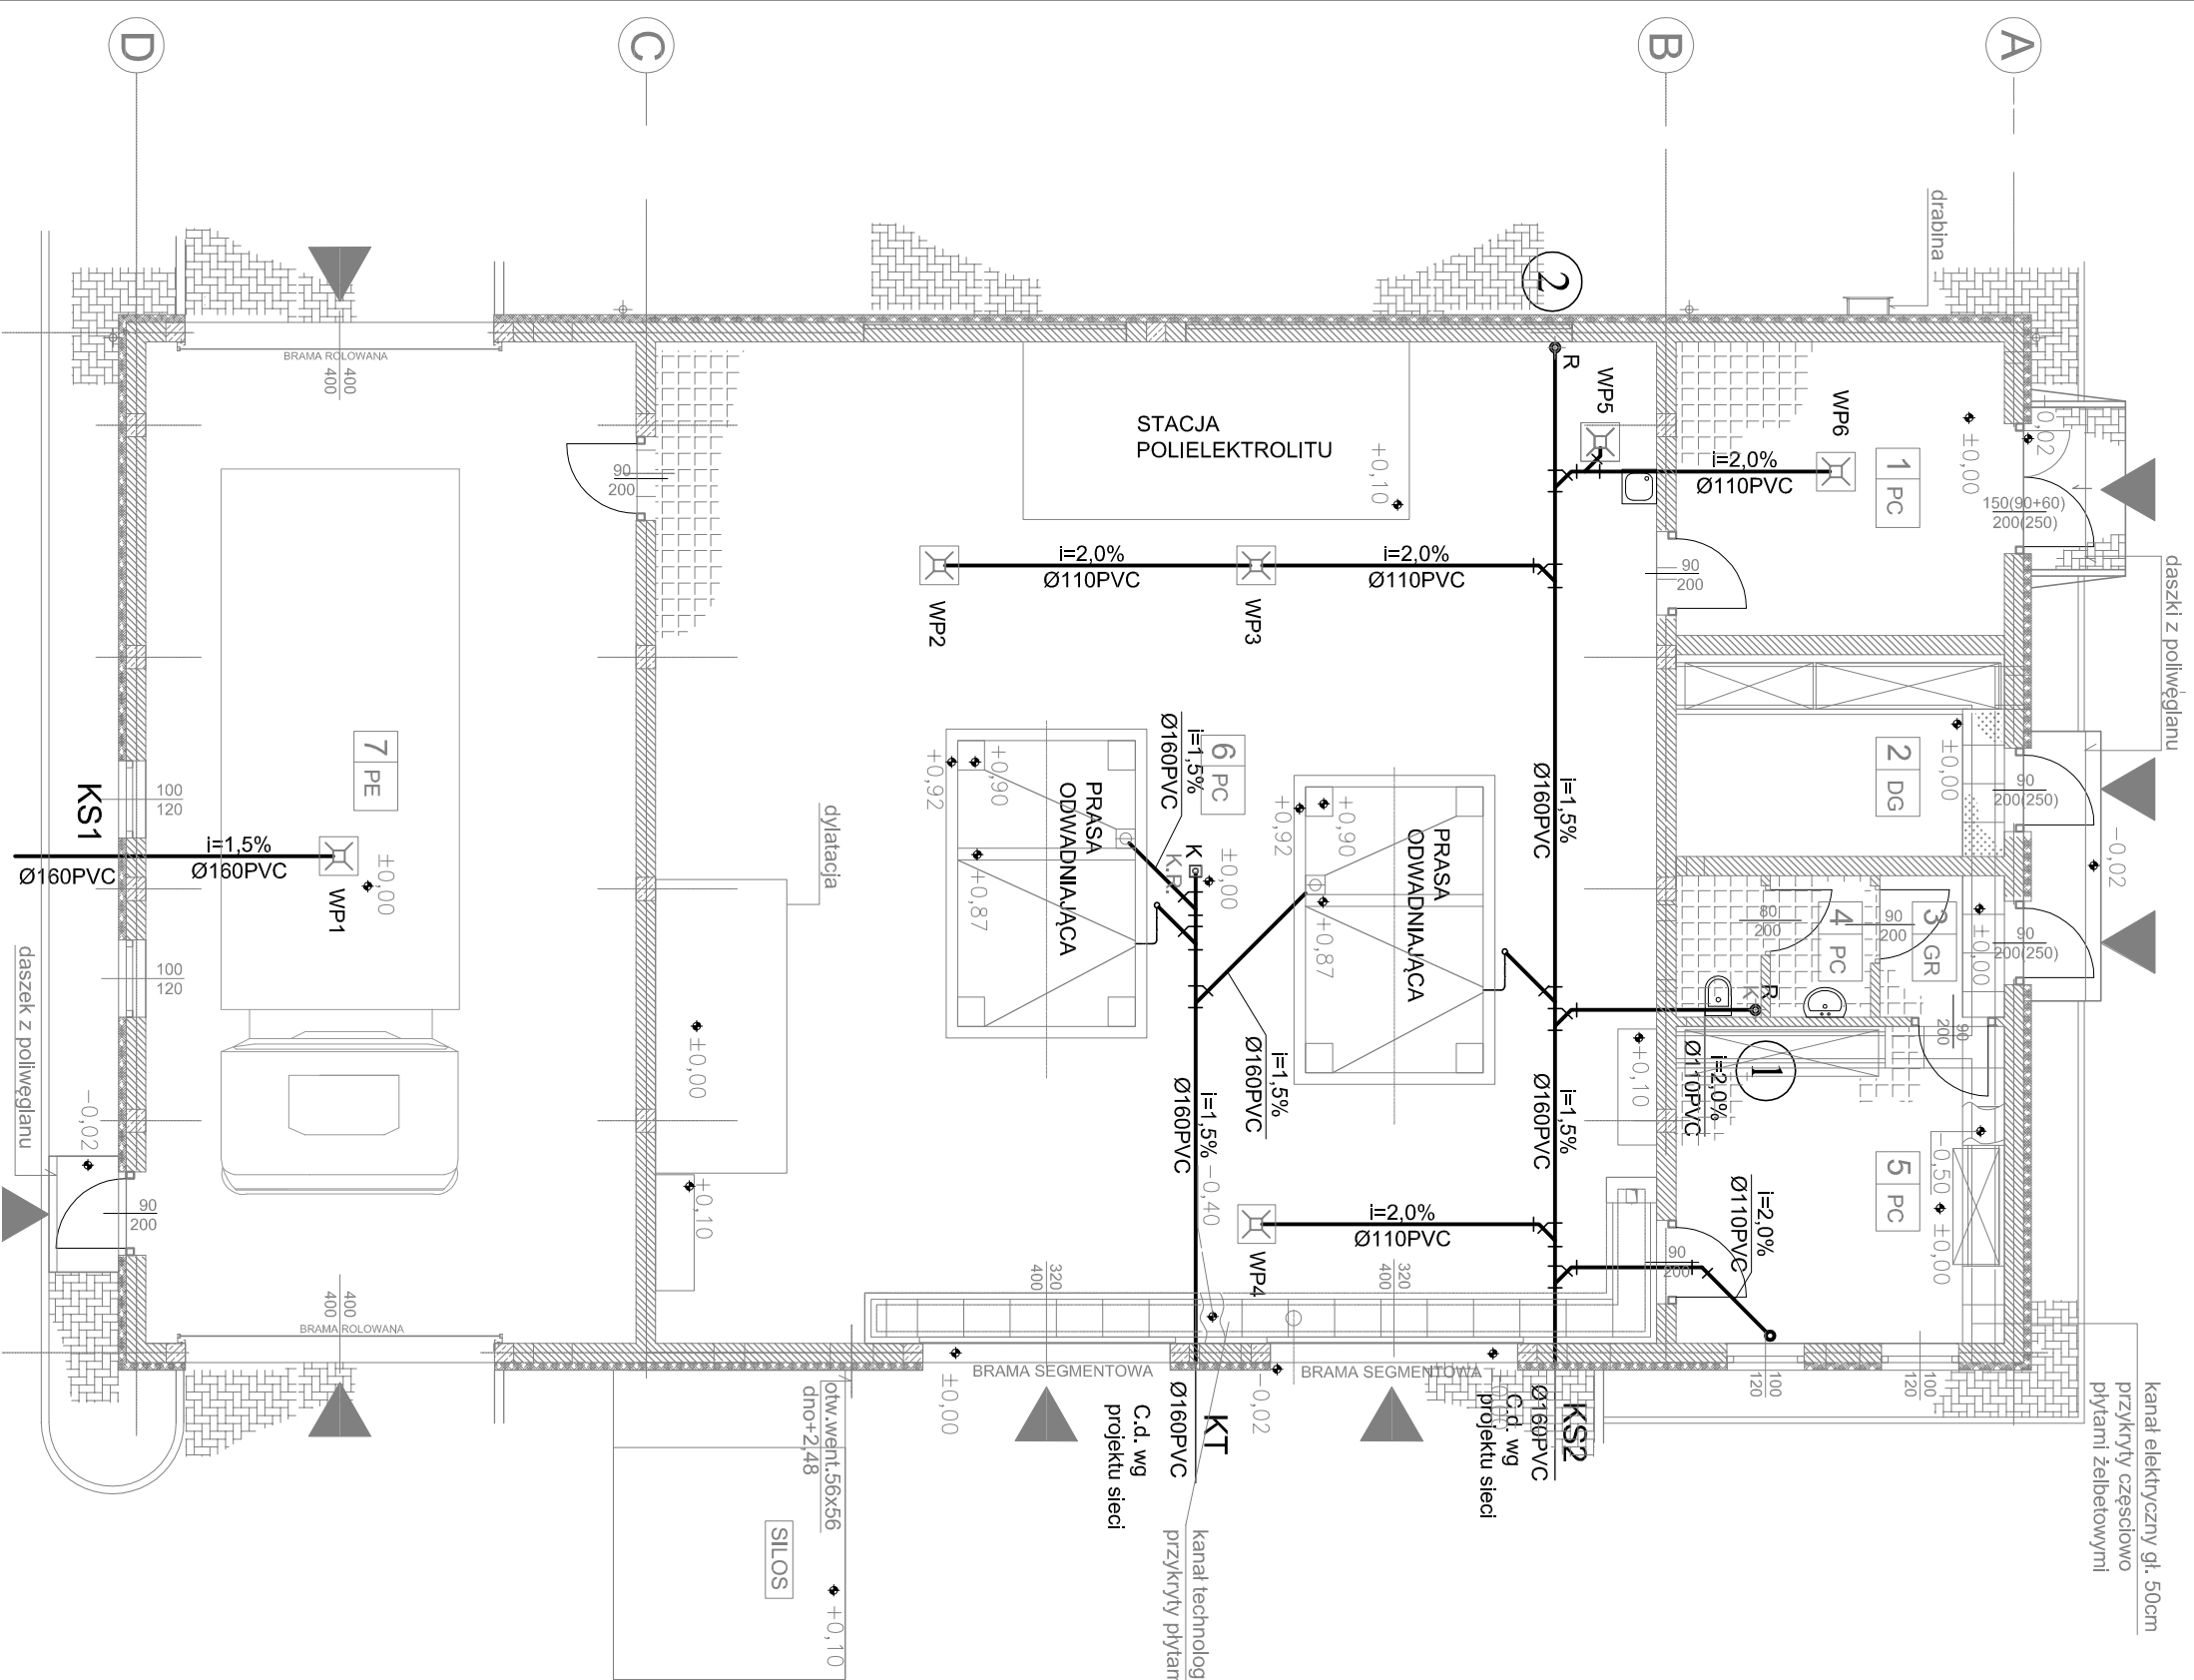 D
C
B
A
drabina
2
daszki z poliwęglanu
BRAMA ROLOWANA
400
400
R
WP5
WP6
STACJA
POLIELEKTROLITU
+0,10
i=2,0%
Ø110PVC
1
PC
±0,00
-0,02
150(90+60)
200(250)
90
200
i=2,0%
Ø110PVC
i=2,0%
Ø110PVC
90
200
WP2
WP3
7
PE
6
PC
i=1,5%
Ø160PVC
2
DG
±0,00
90
200(250)
-0,02
+0,90
+0,92
PRASA
ODWADNIAJĄCA
+0,87
+0,90
+0,92
PRASA
ODWADNIAJĄCA
+0,87
i=1,5%
Ø160PVC
KS1
100
120
i=1,5%
Ø160PVC
Ø160PVC
WP1
±0,00
dylatacja
K
K.P.
±0,00
80
200
4
PC
90
200
3
GR
±0,00
90
200(250)
R
K
90
200
100
120
daszek z poliwęglanu
-0,02
±0,00
i=1,5%
Ø160PVC
i=1,5%
Ø160PVC
i=1,5%
Ø160PVC
+0,10
i=2,0%
Ø110PVC
1
5
PC
-0,50
±0,00
i=2,0%
Ø110PVC
90
200
+0,10
-0,40
i=2,0%
Ø110PVC
WP4
90
200
400
400
BRAMA ROLOWANA
320
400
320
400
BRAMA SEGMENTOWA
BRAMA SEGMENTOWA
±0,00
-0,02
100
120
100
120
KT
Ø160PVC
C.d. wg
projektu sieci
KS2
Ø160PVC
C.d. wg
projektu sieci
otw.went.56x56
dno+2,48
SILOS
+0,10
kanał technolog
przykryty płytam
kanał elektryczny gł. 50cm
przykryty częsciowo
płytami żelbetowymi